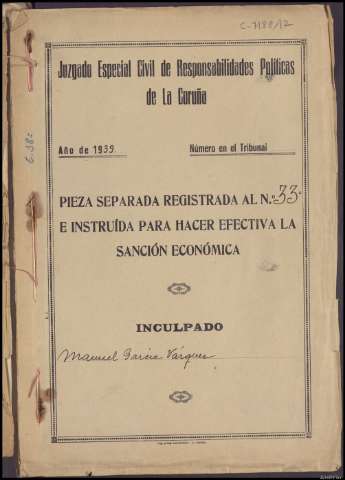 C-7188/12
Juzgado Especial Civil de Responsabilidades Políticas
de La Coruña
Año de 1939.
Número en el Tribunal
PIEZA SEPARADA REGISTRADA AL N.º 33
E INSTRUÍDA PARA HACER EFECTIVA LA
SANCIÓN ECONÓMICA
INCULPADO
Manuel García Vázquez